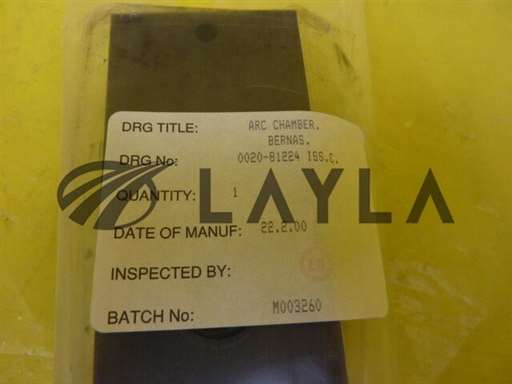 DRG TITLE: ARC CHAMBER.
BERNAS.
DRG No: 0020-81224 ISS.C.
QUANTITY: 1
LAYLA
DATE OF MANUF: 22.2.00
INSPECTED BY:
BATCH No: M003260